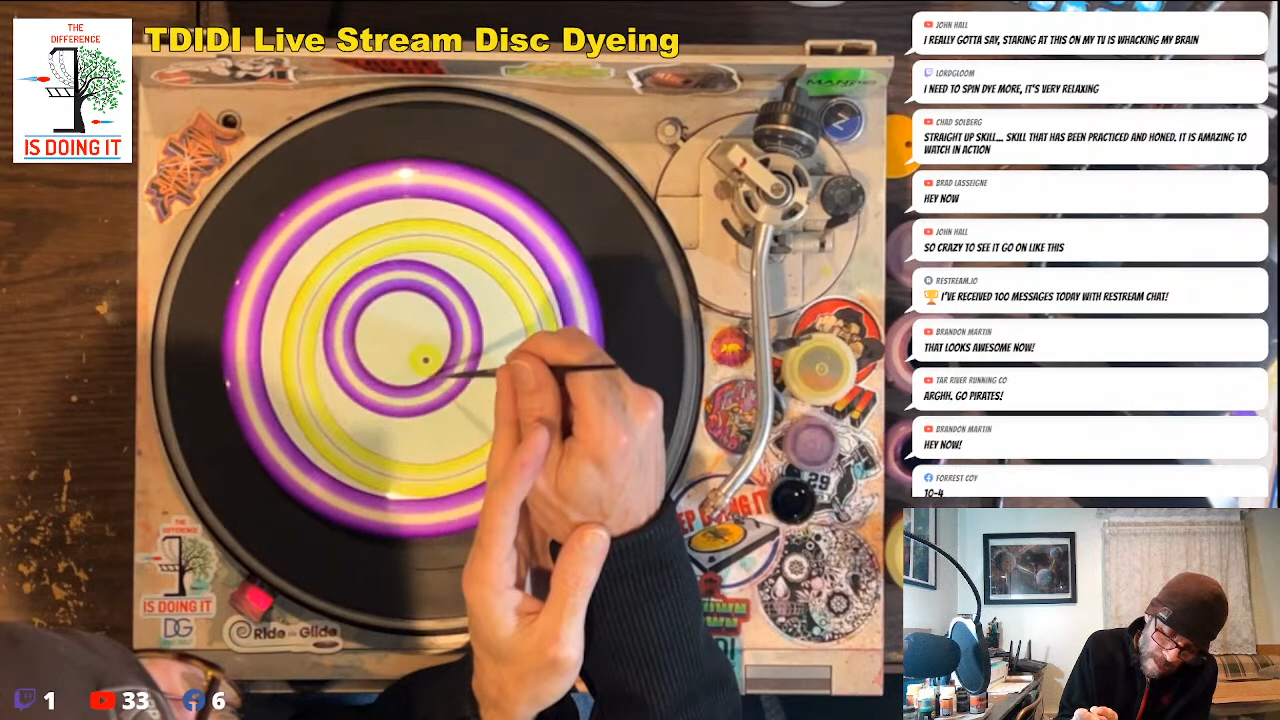 THE
DIFFERENCE
IS DOING IT
TDIDI Live Stream Disc Dyeing
MANDO
Z
29
THE
DIFFERENCE
IS DOING IT
DG
Ride the Glide
JOHN HALL
I REALLY GOTTA SAY, STARING AT THIS ON MY TV IS WHACKING MY BRAIN
LORDGLOOM
I NEED TO SPIN DYE MORE, IT'S VERY RELAXING
CHAD SOLBERG
STRAIGHT UP SKILL... SKILL THAT HAS BEEN PRACTICED AND HONED. IT IS AMAZING TO
WATCH IN ACTION
BRAD LASSEIGNE
HEY NOW
JOHN HALL
SO CRAZY TO SEE IT GO ON LIKE THIS
RESTREAM.IO
I'VE RECEIVED 100 MESSAGES TODAY WITH RESTREAM CHAT!
BRANDON MARTIN
THAT LOOKS AWESOME NOW!
TAR RIVER RUNNING CO
ARGHH. GO PIRATES!
BRANDON MARTIN
HEY NOW!
FORREST COY
10-4
1 33 6